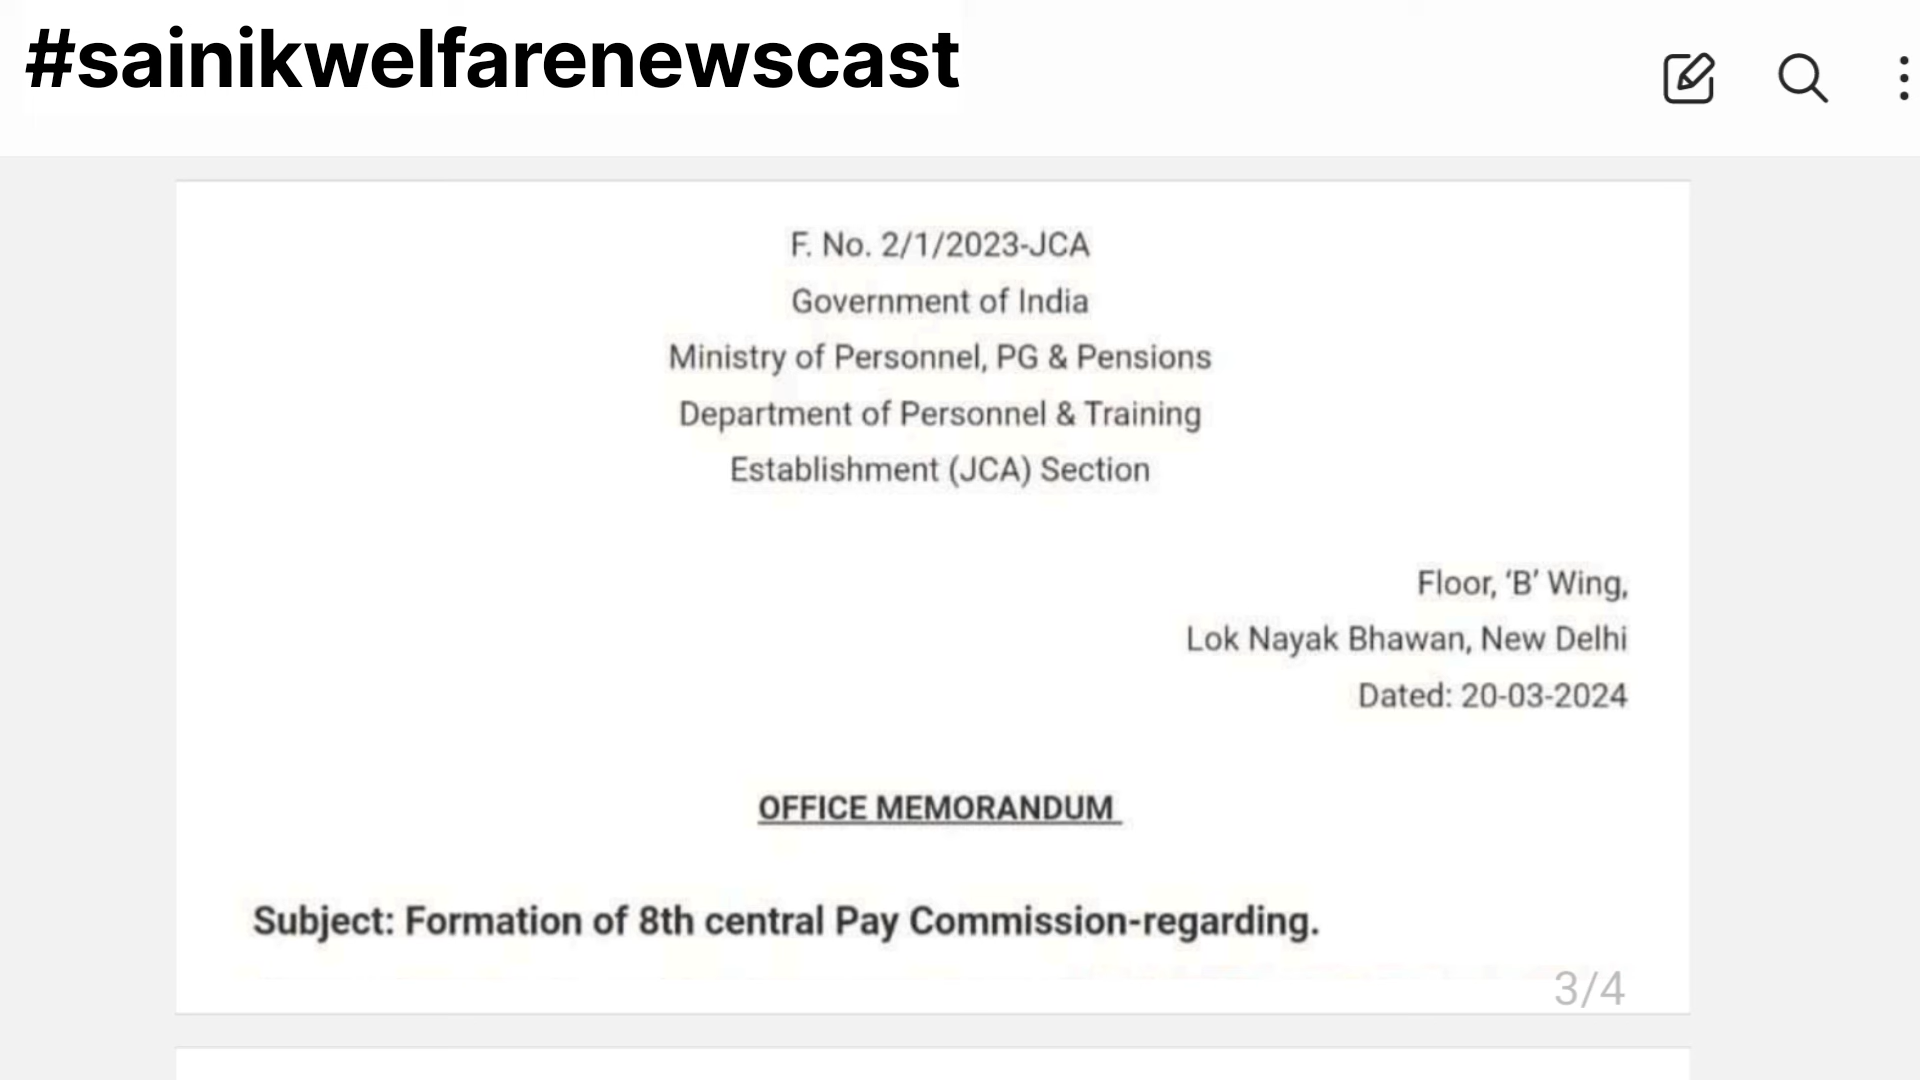 #sainikwelfarenewscast
F. No. 2/1/2023-JCA
Government of India
Ministry of Personnel, PG & Pensions
Department of Personnel & Training
Establishment (JCA) Section
Floor, ‘B’ Wing,
Lok Nayak Bhawan, New Delhi
Dated: 20-03-2024
OFFICE MEMORANDUM
Subject: Formation of 8th central Pay Commission-regarding.
3/4